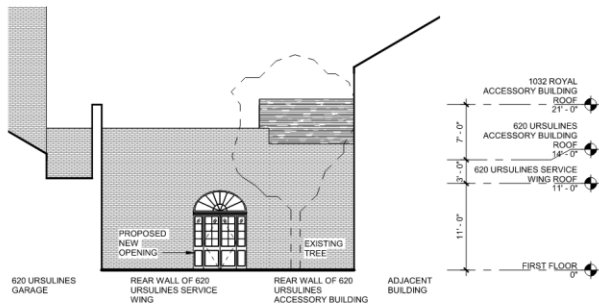 1032 ROYAL
ACCESSORY BUILDING
ROOF
21' - 0"
7' - 0"
620 URSULINES
ACCESSORY BUILDING
ROOF
14' - 0"
3' - 0"
620 URSULINES SERVICE
WING ROOF
11' - 0"
11' - 0"
PROPOSED
NEW
OPENING
EXISTING
TREE
FIRST FLOOR
0"
620 URSULINES
GARAGE
REAR WALL OF 620
URSULINES SERVICE
WING
REAR WALL OF 620
URSULINES
ACCESSORY BUILDING
ADJACENT
BUILDING